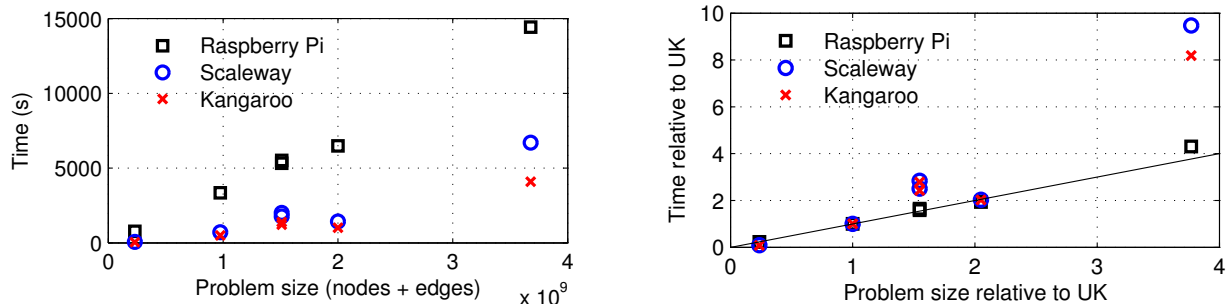 15000
10000
5000
0
Time (s)
Raspberry Pi
Scaleway
Kangaroo
0 1 2 3 4
Problem size (nodes + edges)
x 10^9
10
8
6
4
2
0
Time relative to UK
Raspberry Pi
Scaleway
Kangaroo
0 1 2 3 4
Problem size relative to UK